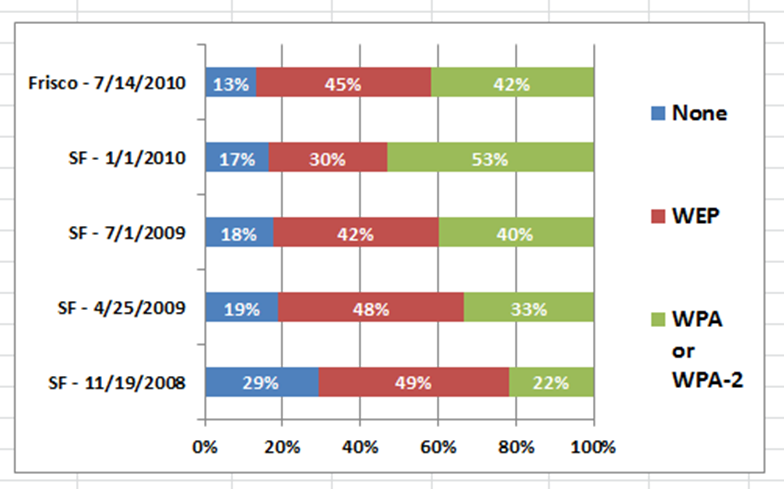 Frisco - 7/14/2010
13% 45% 42%
SF - 1/1/2010
17% 30% 53%
SF - 7/1/2009
18% 42% 40%
SF - 4/25/2009
19% 48% 33%
SF - 11/19/2008
29% 49% 22%
0% 20% 40% 60% 80% 100%
None
WEP
WPA
or
WPA-2